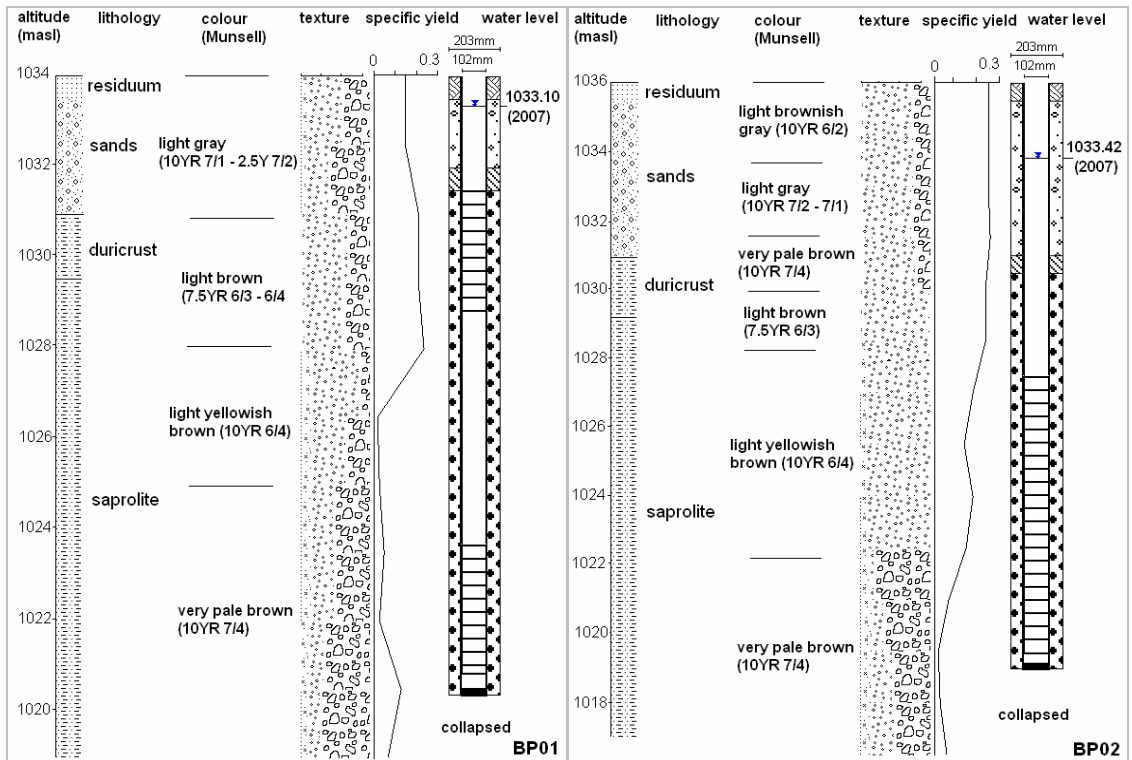 altitude (masl) lithology colour (Munsell) texture specific yield water level
203mm
102mm
0 0.3
1034
1032
1030
1028
1026
1024
1022
1020
residuum
sands
duricrust
saprolite
light gray
(10YR 7/1 - 2.5Y 7/2)
light brown
(7.5YR 6/3 - 6/4
light yellowish
brown (10YR 6/4)
very pale brown
(10YR 7/4)
1033.10
(2007)
collapsed
BP01
altitude (masl) lithology colour (Munsell) texture specific yield water level
203mm
102mm
0 0.3
1036
1034
1032
1030
1028
1026
1024
1022
1020
1018
residuum
sands
duricrust
saprolite
light brownish
gray (10YR 6/2)
light gray
(10YR 7/2 - 7/1)
very pale brown
(10YR 7/4)
light brown
(7.5YR 6/3)
light yellowish
brown (10YR 6/4)
very pale brown
(10YR 7/4)
1033.42
(2007)
collapsed
BP02